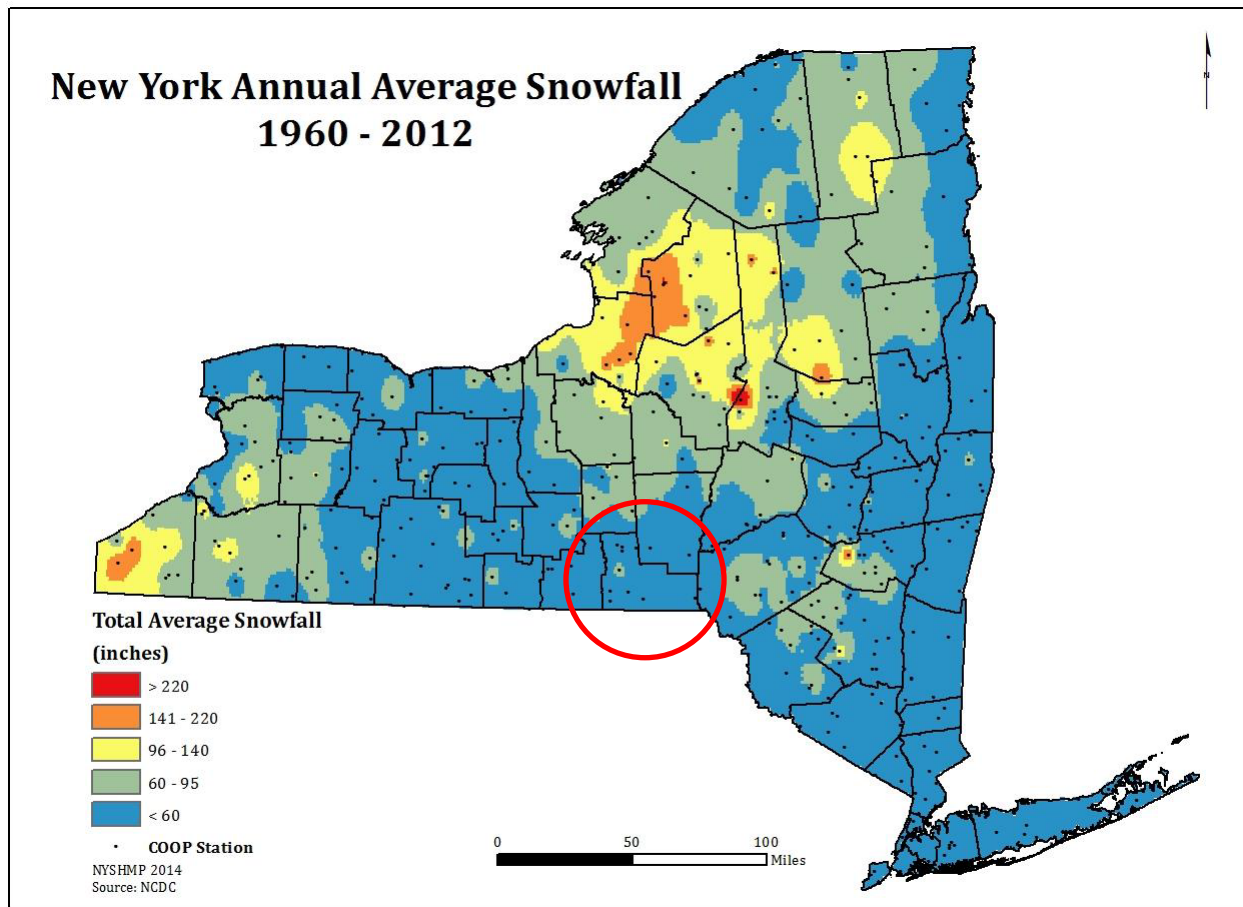 New York Annual Average Snowfall
1960 - 2012
N
Total Average Snowfall
(inches)
> 220
141 - 220
96 - 140
60 - 95
< 60
COOP Station
NYSHMP 2014
Source: NCDC
0 50 100
Miles